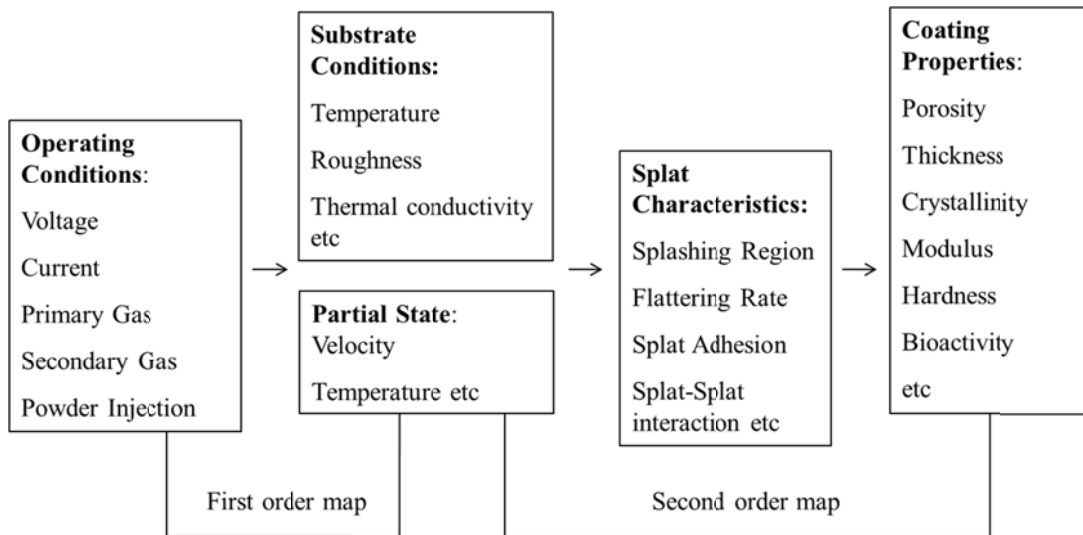 Operating
Conditions:
Voltage
Current
Primary Gas
Secondary Gas
Powder Injection
Substrate
Conditions:
Temperature
Roughness
Thermal conductivity
etc
Partial State:
Velocity
Temperature etc
Splat
Characteristics:
Splashing Region
Flattering Rate
Splat Adhesion
Splat-Splat
interaction etc
Coating
Properties:
Porosity
Thickness
Crystallinity
Modulus
Hardness
Bioactivity
etc
First order map
Second order map